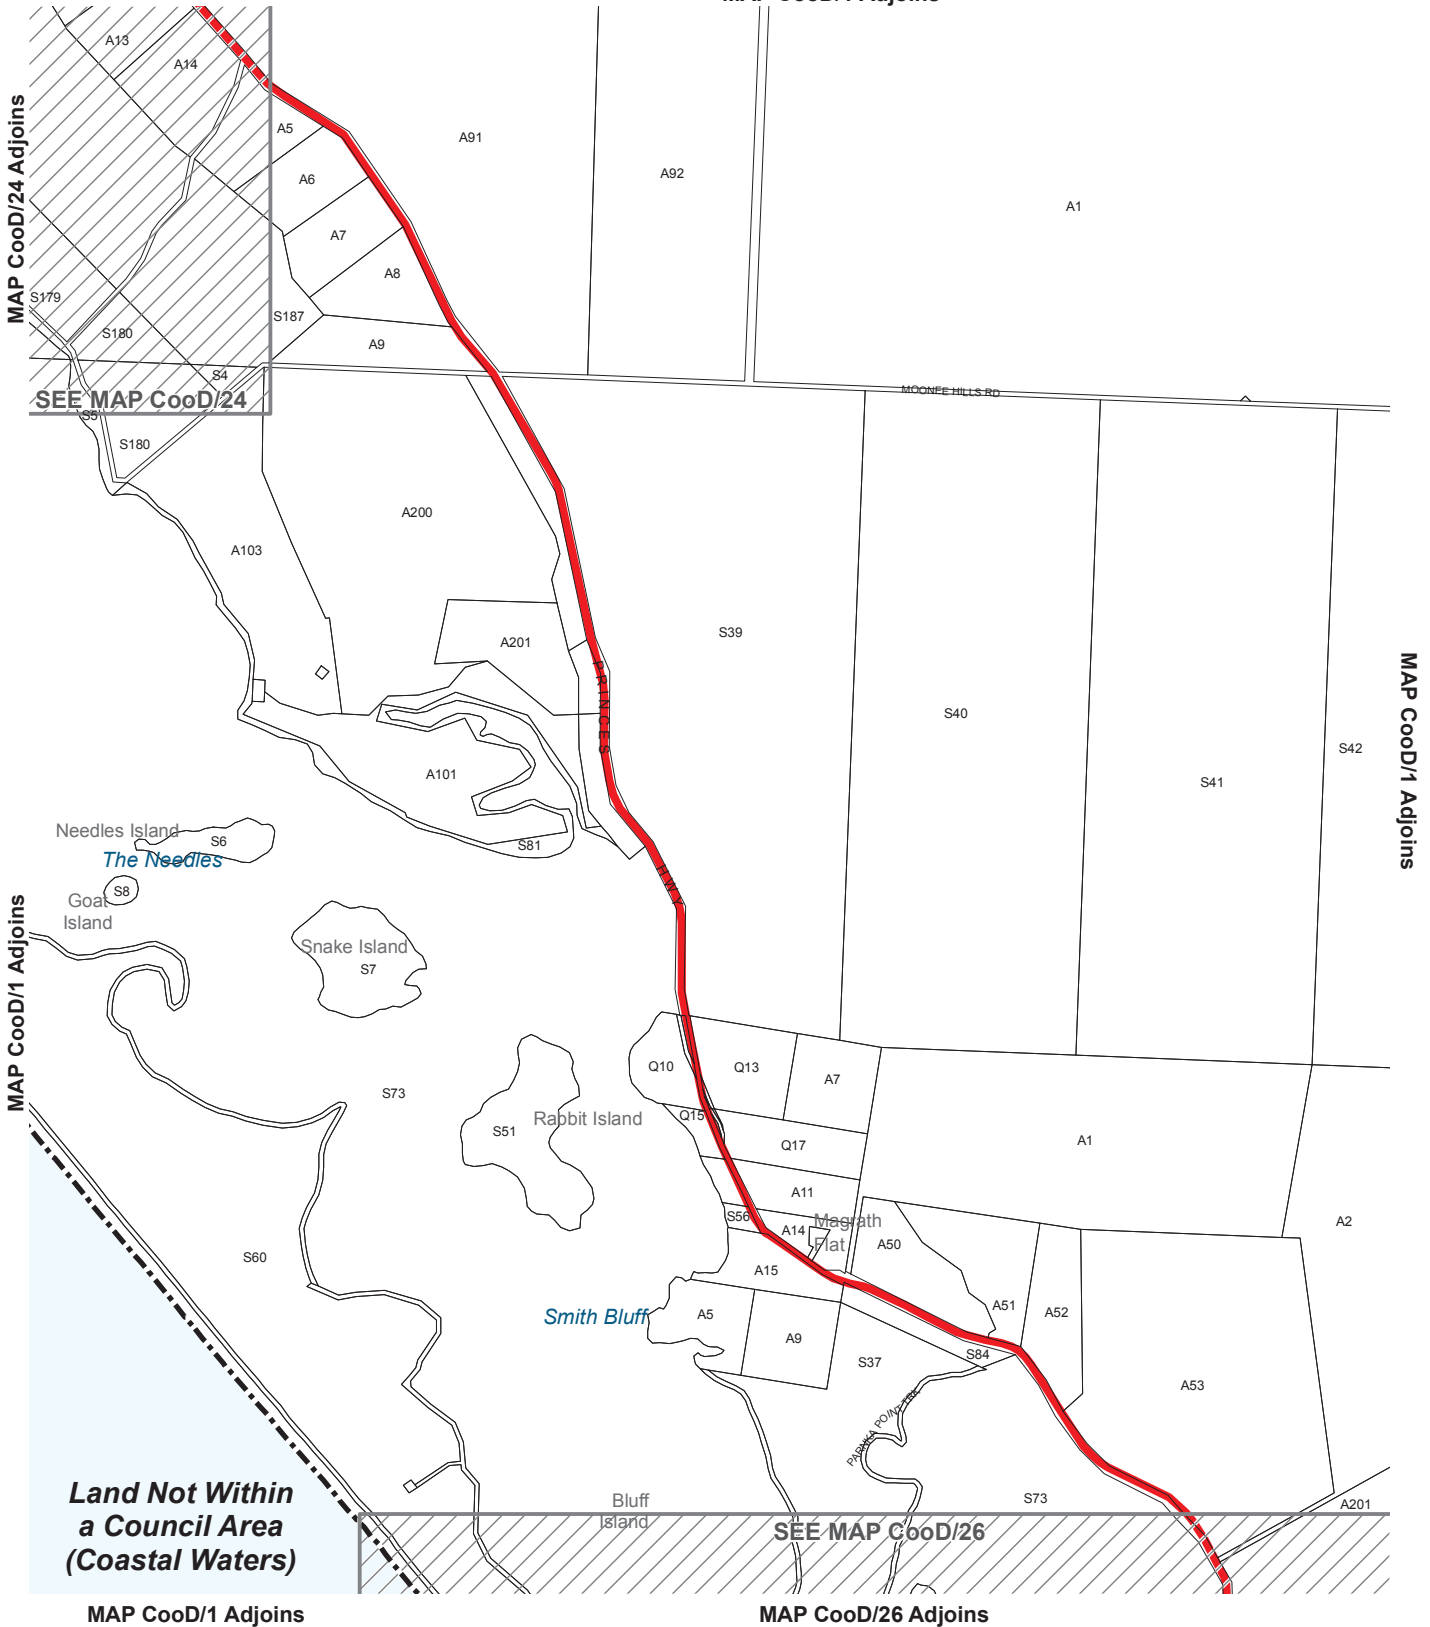 A13
A14
A5
A91
A92
A6
A1
A7
A8
S179
S187
S180
A9
S4
SEE MAP CooD/24
S5
S180
MOONEE HILLS RD
MAP CooD/24 Adjoins
A200
A103
A201
S39
PRINCES
HWY
S40
S42
S41
MAP CooD/1 Adjoins
A101
S81
Needles Island
S6
The Needles
S8
Goat
Island
Snake Island
S7
MAP CooD/1 Adjoins
Q10
Q13
A7
S73
Q15
Rabbit Island
S51
Q17
A1
A11
S56
A14
Magrath
Flat
A50
A2
S60
A15
Smith Bluff
A5
A9
A51
A52
S37
S84
A53
PARNKA POINT TRK
Land Not Within
a Council Area
(Coastal Waters)
Bluff
Island
S73
A201
SEE MAP CooD/26
MAP CooD/1 Adjoins
MAP CooD/26 Adjoins